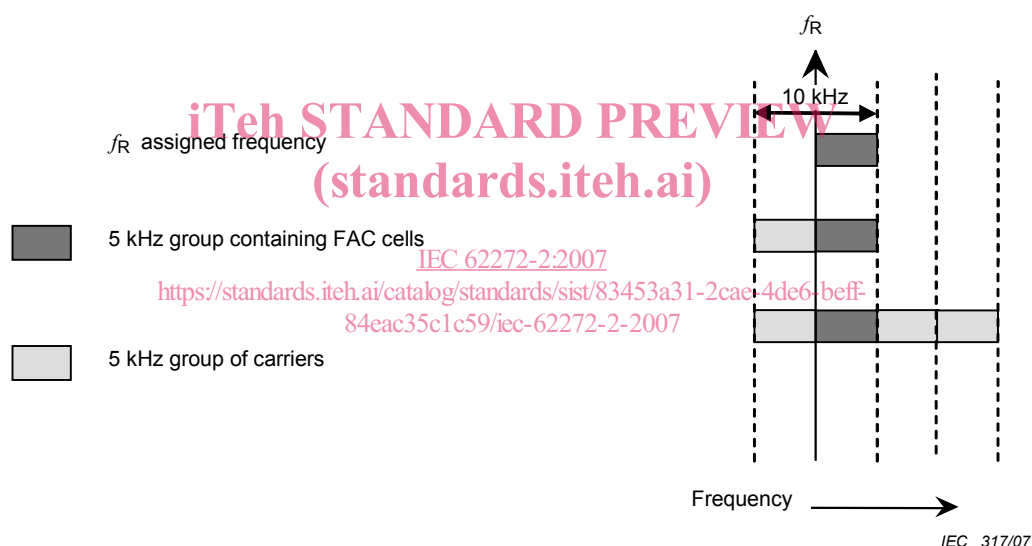 fR
10 kHz
iTeh STANDARD PREVIEW
fR assigned frequency
(standards.iteh.ai)
5 kHz group containing FAC cells
IEC 62272-2:2007
https://standards.iteh.ai/catalog/standards/sist/83453a31-2cae-4de6-beff-
84eac35c1c59/iec-62272-2-2007
5 kHz group of carriers
Frequency
IEC 317/07